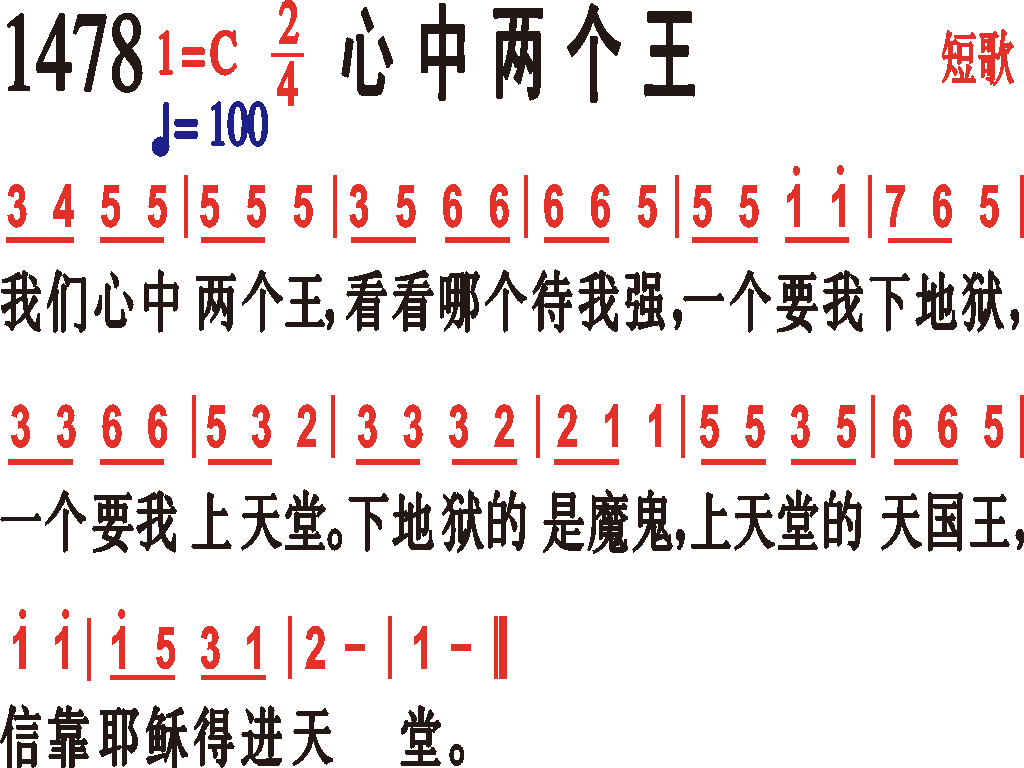 1478 1=C 2/4 心中两个王 短歌
♩=100
3 4 5 5 | 5 5 5 | 3 5 6 6 | 6 6 5 | 5 5 i i | 7 6 5 |
我们心中两个王,看看哪个待我强,一个要我下地狱,
3 3 6 6 | 5 3 2 | 3 3 3 2 | 2 1 1 | 5 5 3 5 | 6 6 5 |
一个要我上天堂。下地狱的是魔鬼,上天堂的天国王,
i i | i 5 3 1 | 2 - | 1 - ‖
信靠耶稣得进天堂。